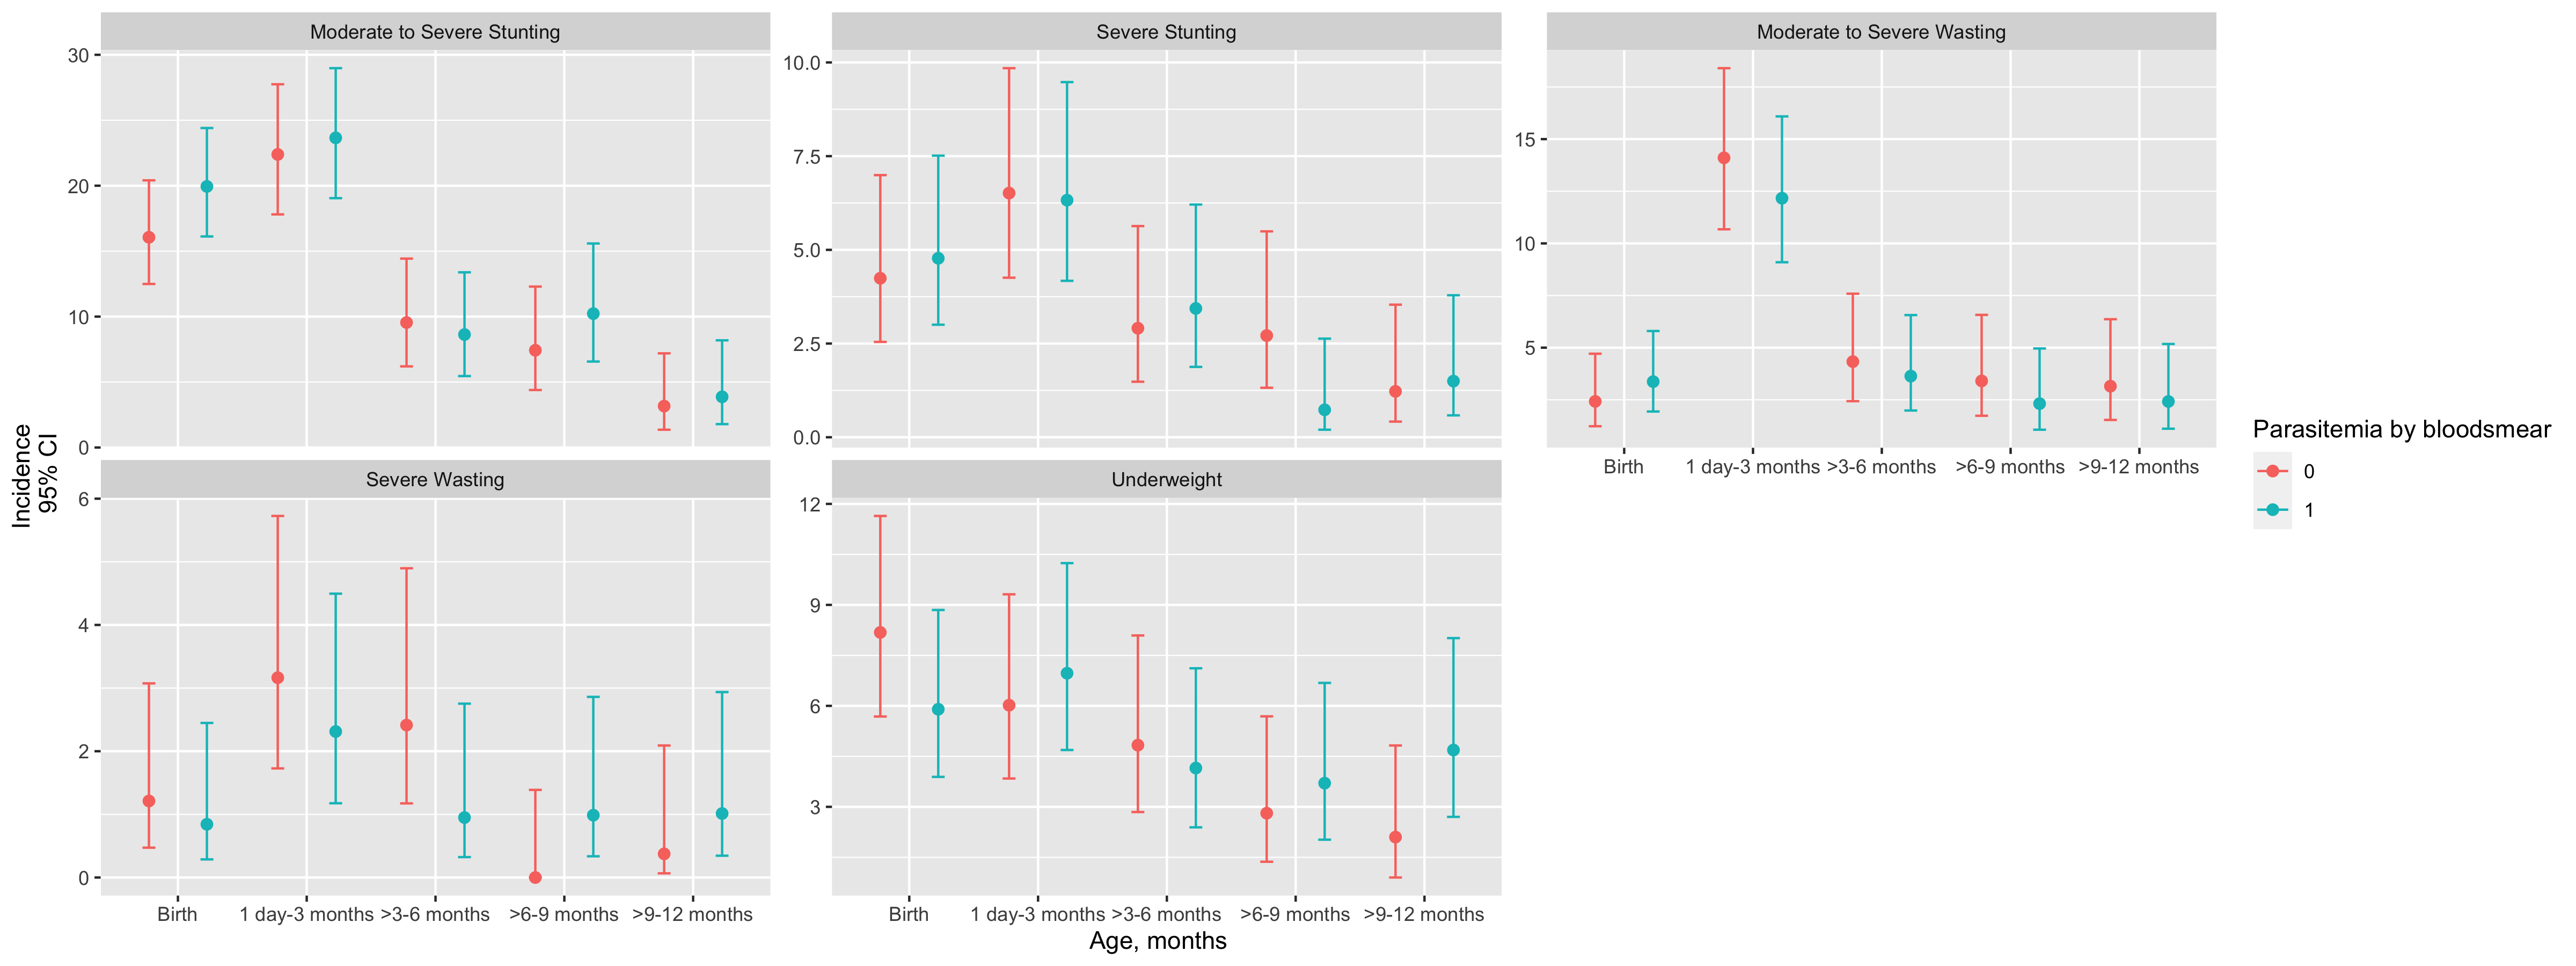 Moderate to Severe Stunting
Severe Stunting
Moderate to Severe Wasting
30
20
10
0
10.0
7.5
5.0
2.5
0.0
15
10
5
Birth 1 day-3 months >3-6 months >6-9 months >9-12 months
Severe Wasting
Underweight
6
4
2
0
12
9
6
3
Birth 1 day-3 months >3-6 months >6-9 months >9-12 months
Birth 1 day-3 months >3-6 months >6-9 months >9-12 months
Age, months
Incidence
95% CI
Parasitemia by bloodsmear
0
1